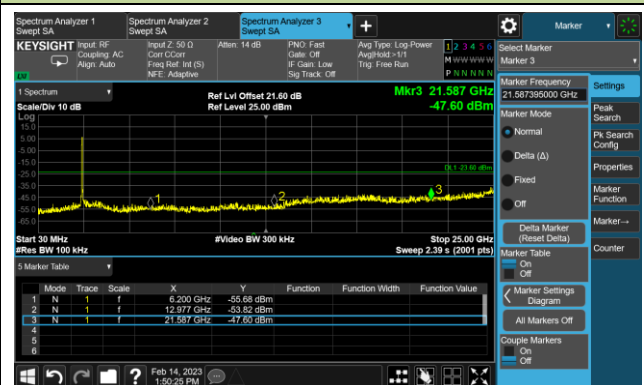 Spectrum Analyzer 1
Swept SA
Spectrum Analyzer 2
Swept SA
Spectrum Analyzer 3
Swept SA
Marker
KEYSIGHT
Input: RF
Coupling: AC
Align: Auto
Input Z: 50 Ω
Corr CCorr
Freq Ref: Int (S)
NFE: Adaptive
Atten: 14 dB
PNO: Fast
Gate: Off
IF Gain: Low
Sig Track: Off
Avg Type: Log-Power
Avg|Hold:>1/1
Trig: Free Run
1 2 3 4 5 6
M W W W W W
P N N N N N
LXI
Select Marker
Marker 3
1 Spectrum
Scale/Div 10 dB
Ref Lvl Offset 21.60 dB
Ref Level 25.00 dBm
Mkr3 21.587 GHz
-47.60 dBm
Log
15.0
5.00
-5.00
-15.0
-25.0
-35.0
-45.0
-55.0
-65.0
DL1 -23.60 dBm
1
2
3
Start 30 MHz
#Res BW 100 kHz
#Video BW 300 kHz
Stop 25.00 GHz
Sweep 2.39 s (2001 pts)
5 Marker Table
Mode Trace Scale X Y Function Function Width Function Value
1 N 1 f 6.200 GHz -55.68 dBm
2 N 1 f 12.977 GHz -53.82 dBm
3 N 1 f 21.587 GHz -47.60 dBm
4
5
6
Marker Frequency
21.587395000 GHz
Marker Mode
Normal
Delta (Δ)
Fixed
Off
Delta Marker
(Reset Delta)
Marker Table
On
Off
Marker Settings
Diagram
All Markers Off
Couple Markers
On
Off
Settings
Peak
Search
Pk Search
Config
Properties
Marker
Function
Marker→
Counter
?
Feb 14, 2023
1:50:25 PM